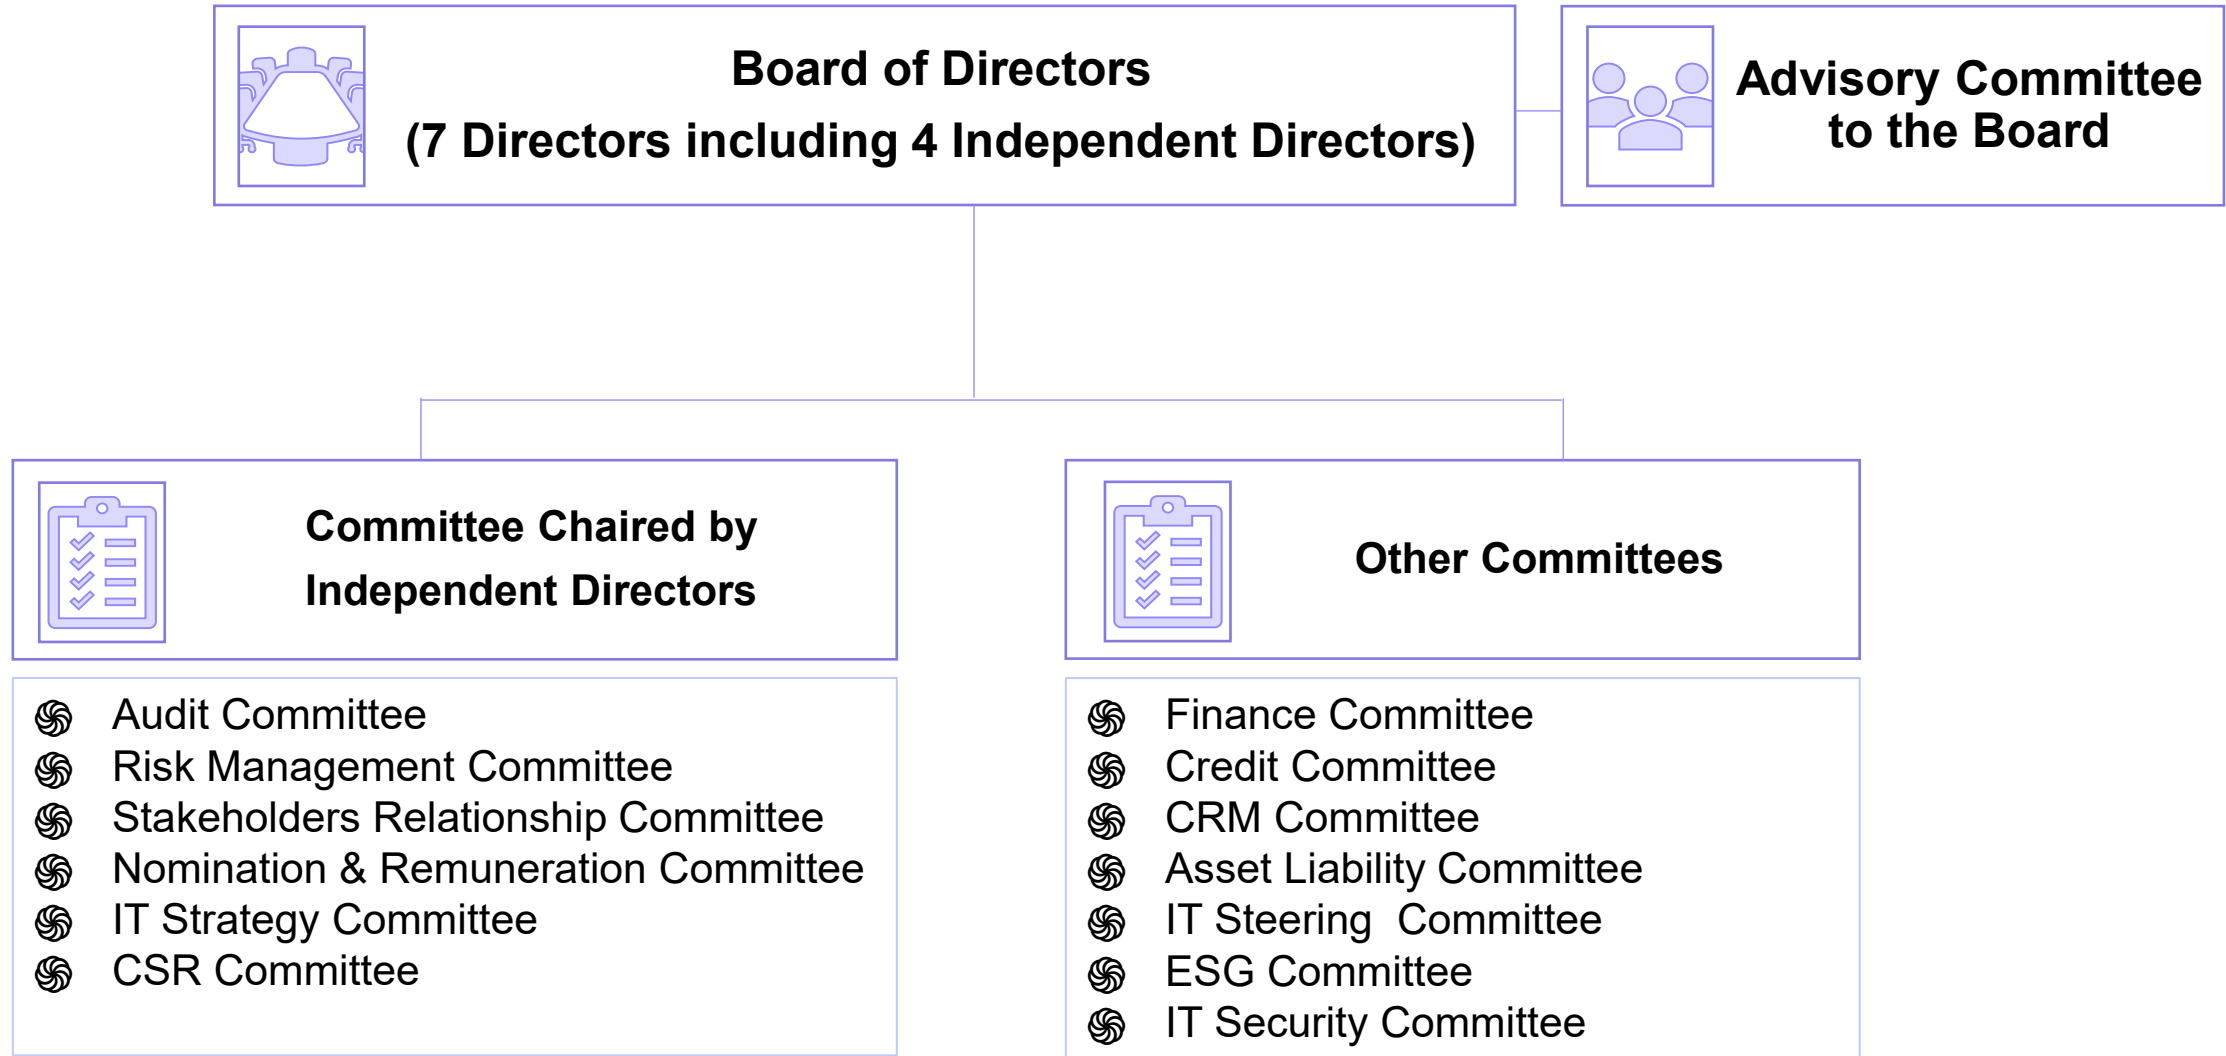 Board of Directors
(7 Directors including 4 Independent Directors)
Advisory Committee
to the Board
Committee Chaired by
Independent Directors
Audit Committee
Risk Management Committee
Stakeholders Relationship Committee
Nomination & Remuneration Committee
IT Strategy Committee
CSR Committee
Other Committees
Finance Committee
Credit Committee
CRM Committee
Asset Liability Committee
IT Steering  Committee
ESG Committee
IT Security Committee